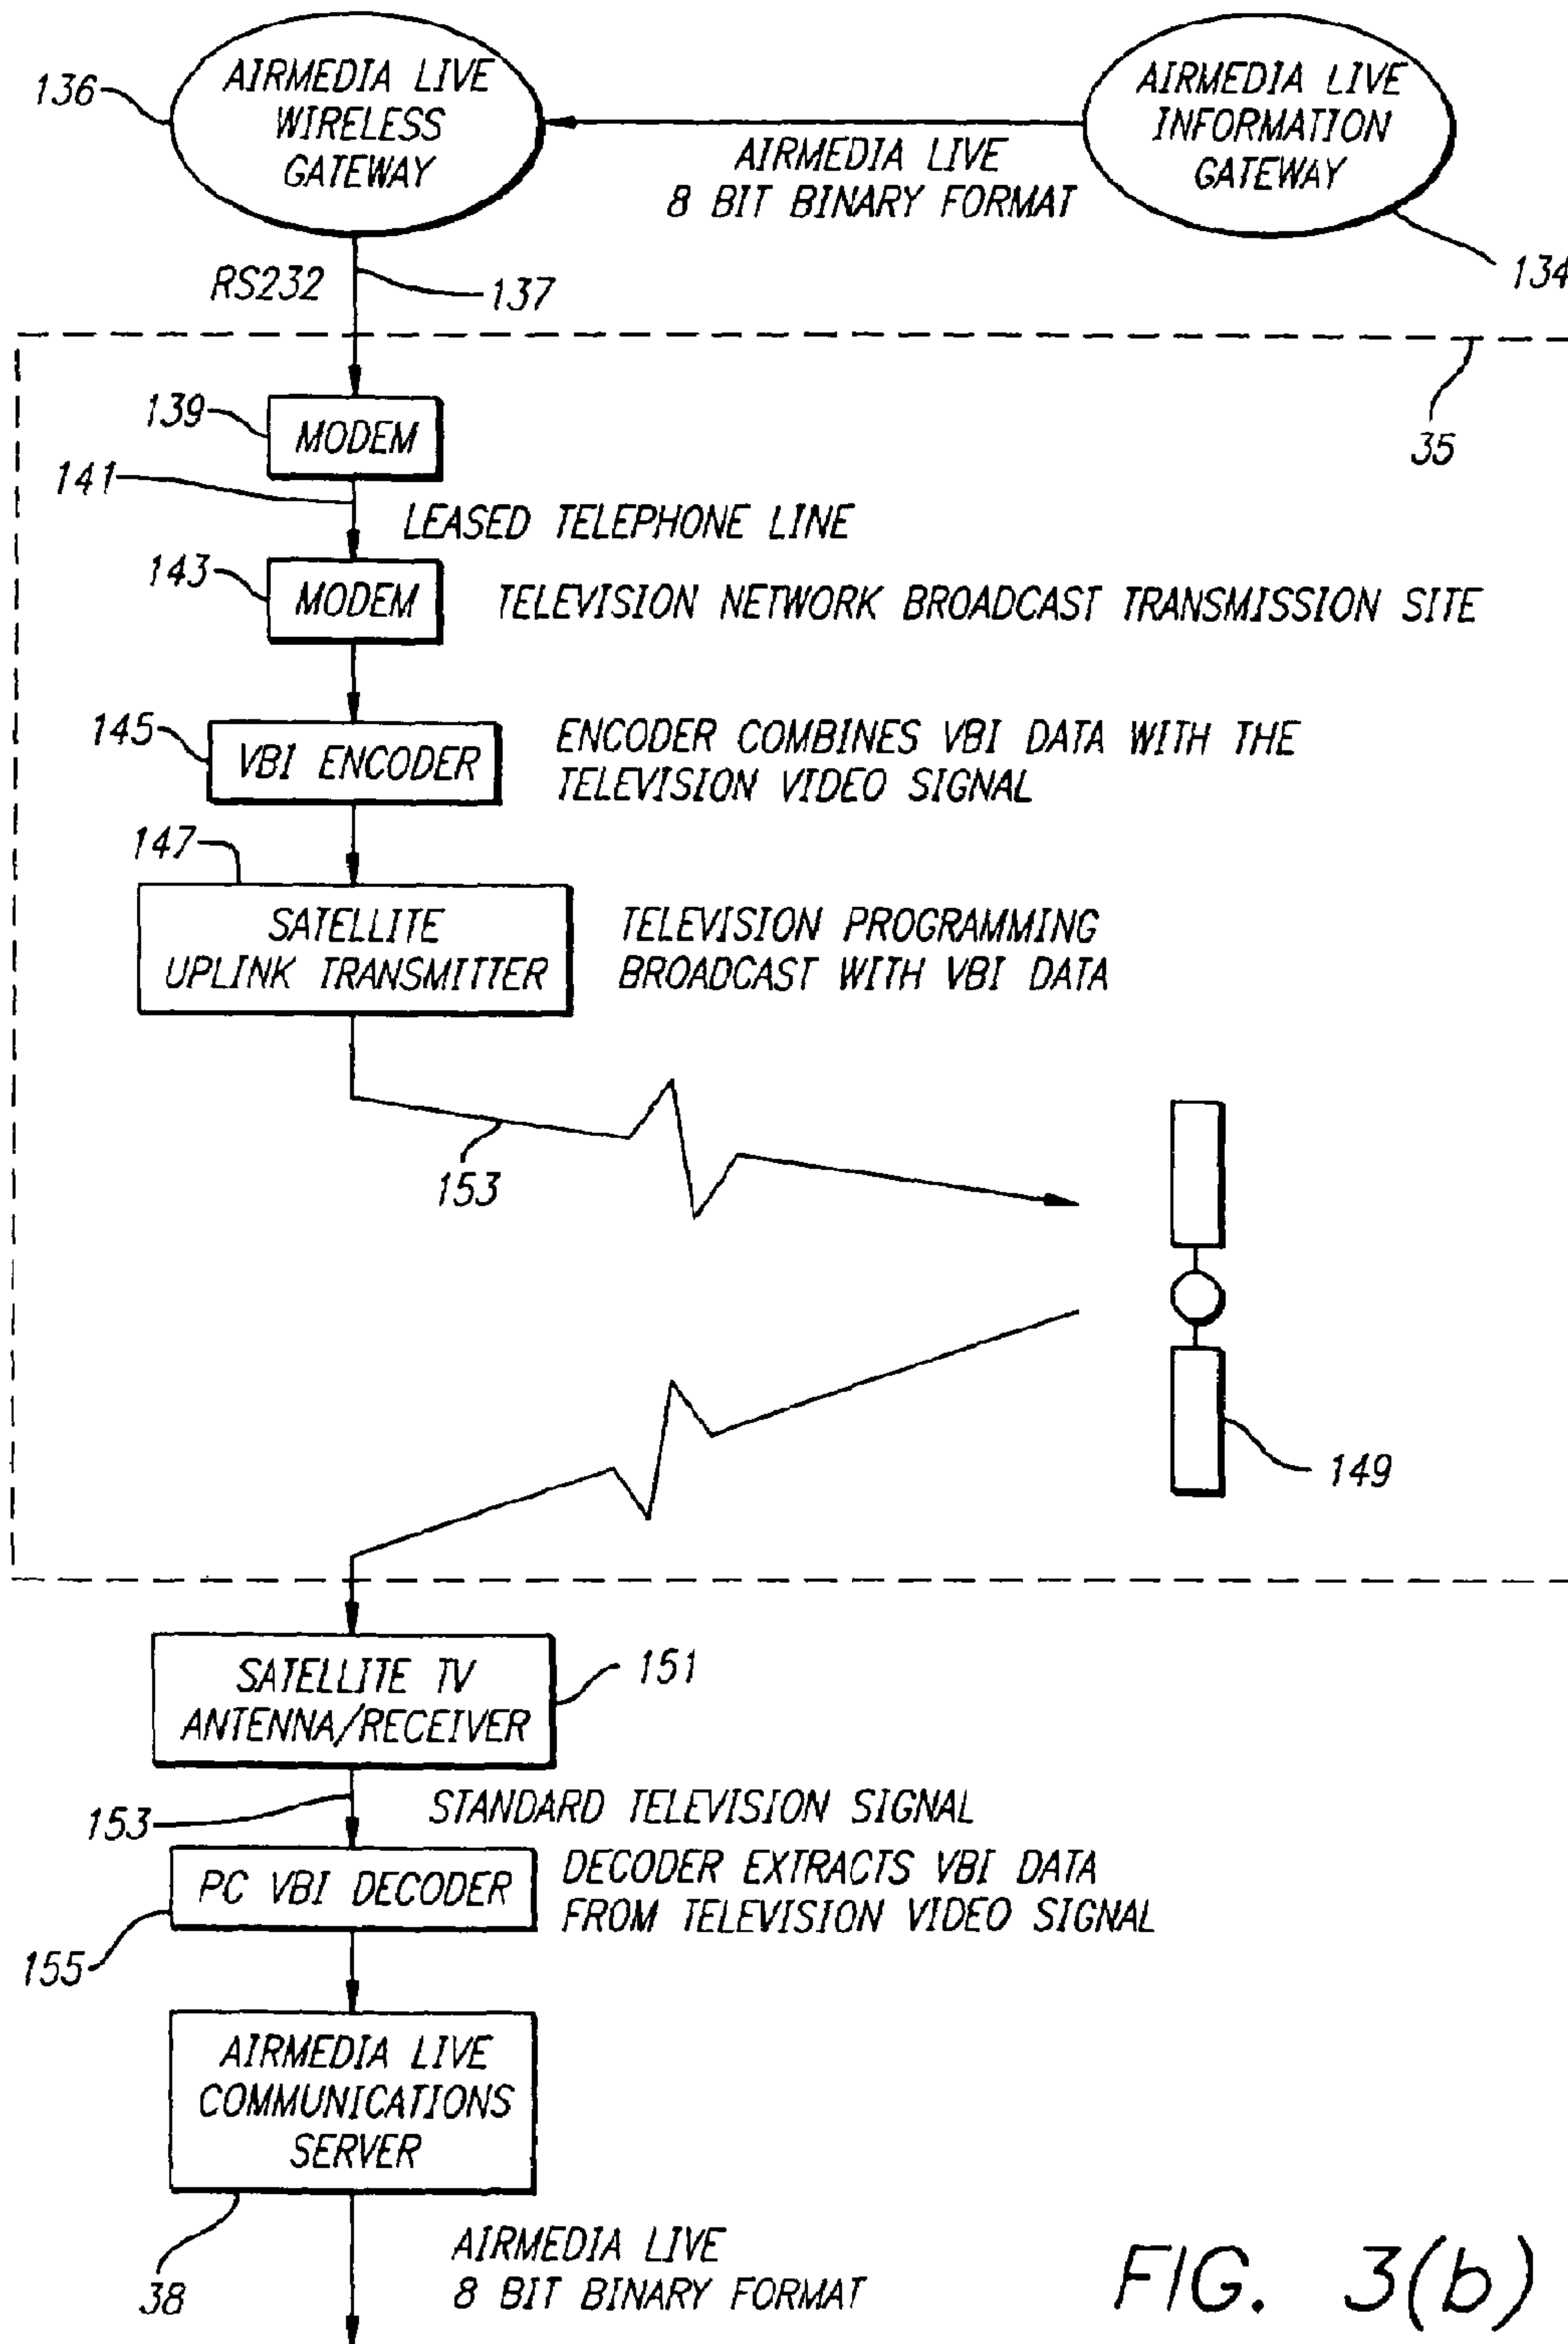 136
AIRMEDIA LIVE
WIRELESS
GATEWAY
AIRMEDIA LIVE
8 BIT BINARY FORMAT
AIRMEDIA LIVE
INFORMATION
GATEWAY
134
RS232
137
35
139
MODEM
141
LEASED TELEPHONE LINE
143
MODEM
TELEVISION NETWORK BROADCAST TRANSMISSION SITE
145
VBI ENCODER
ENCODER COMBINES VBI DATA WITH THE
TELEVISION VIDEO SIGNAL
147
SATELLITE
UPLINK TRANSMITTER
TELEVISION PROGRAMMING
BROADCAST WITH VBI DATA
153
149
SATELLITE TV
ANTENNA/RECEIVER
151
153
STANDARD TELEVISION SIGNAL
PC VBI DECODER
DECODER EXTRACTS VBI DATA
FROM TELEVISION VIDEO SIGNAL
155
AIRMEDIA LIVE
COMMUNICATIONS
SERVER
38
AIRMEDIA LIVE
8 BIT BINARY FORMAT
FIG. 3(b)